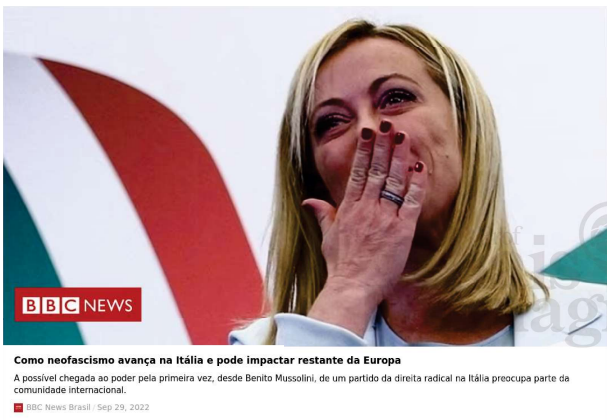 BBC NEWS
Como neofascismo avança na Itália e pode impactar restante da Europa
A possível chegada ao poder pela primeira vez, desde Benito Mussolini, de um partido da direita radical na Itália preocupa parte da
comunidade internacional.
BBC News Brasil / Sep 29, 2022